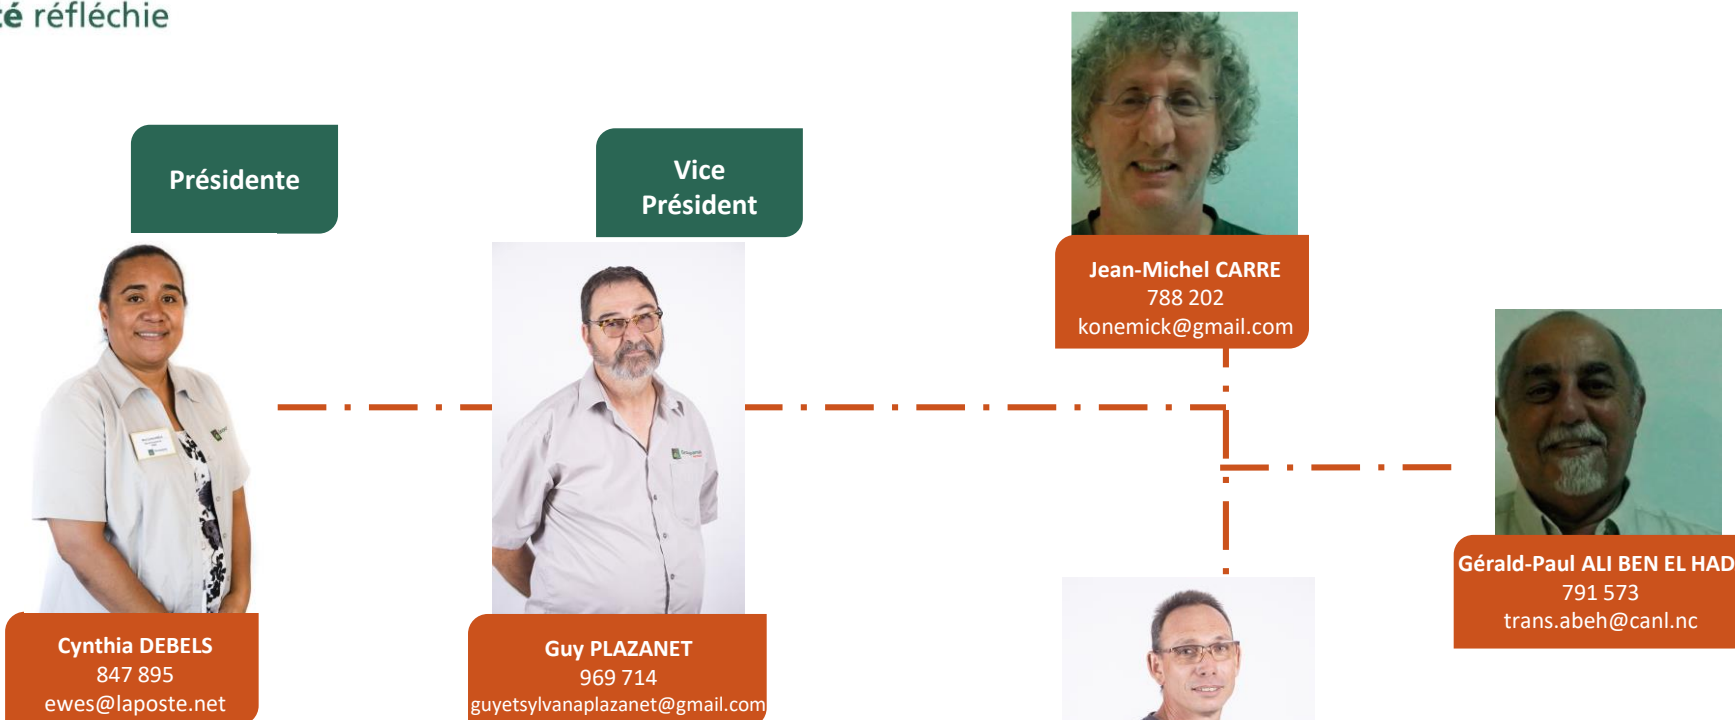 té réfléchie
Présidente
Vice
Président
Jean-Michel CARRE
788 202
konemick@gmail.com
Gérald-Paul ALI BEN EL HAD
791 573
trans.abeh@canl.nc
Cynthia DEBELS
847 895
ewes@laposte.net
Guy PLAZANET
969 714
guyetsylvanaplazanet@gmail.com